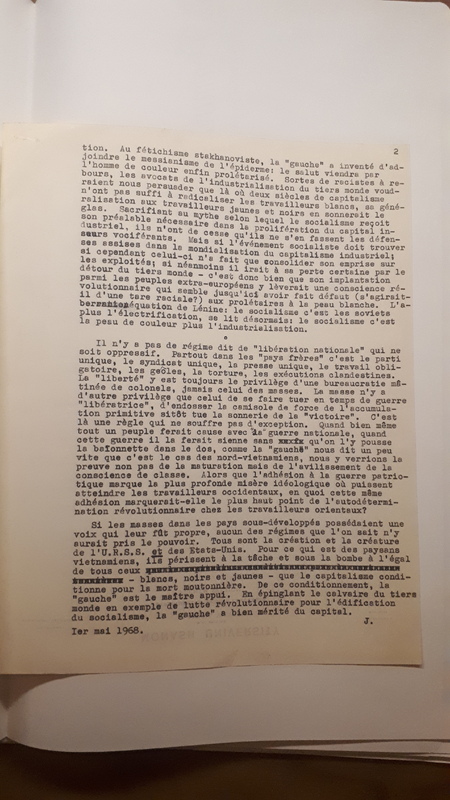 2
tion. Au fétichisme stakhanoviste, la "gauche" a inventé d'ad-
joindre le messianisme de l'épiderme: le salut viendra par
l'homme de couleur enfin prolétarisé. Sortes de racistes à re-
bours, les avocats de l'industrialisation du tiers monde vou-
raient nous persuader que là où deux siècles de capitalisme
n'ont pas suffi à radicaliser les travailleurs blancs, sa géné-
ralisation aux travailleurs jaunes et noirs en sonnerait le
glas. Sacrifiant au mythe selon lequel le socialisme reçoit
son préalable nécessaire dans la prolifération du capital in-
dustriel, ils n'ont de cesse qu'ils ne s'en fassent les défen-
seurs vociférants. Mais si l'événement socialiste doit trouver
ses assises dans le mondialisation du capitalisme industriel;
si cependant celui-ci n'a fait que consolider son emprise sur
les exploités; si néanmoins il irait à sa perte certaine par le
détour du tiers monde - c'est donc bien que son implantation
parmi les peuples extra-européens y lèverait une conscience ré-
volutionnaire qui semble jusqu'ici avoir fait défaut (s'agirait-
il d'une tare raciale?) aux prolétaires à la peau blanche. L'a-
berrante équation de Lénine: le socialisme c'est les soviets
plus l'électrification, se lit désormais: le socialisme c'est
la peau de couleur plus l'industrialisation.
*
Il n'y a pas de régime dit de "libération nationale" qui ne
soit oppressif. Partout dans les "pays frères" c'est le parti
unique, le syndicat unique, la presse unique, le travail obli-
gatoire, les geôles, la torture, les exécutions clandestines.
La "liberté" y est toujours le privilège d'une bureaucratie mâ-
tinée de colonels, jamais celui des masses. La masse n'y a
d'autre privilège que celui de se faire tuer en temps de guerre
"libératrice", d'endosser la camisole de force de l'accumula-
tion primitive sitôt tue la sonnerie de la "victoire". C'est
là une règle qui ne souffre pas d'exception. Quand bien même
tout un peuple ferait cause avec la guerre nationale, quand
cette guerre il la ferait sienne sans qu'on l'y pousse
la baïonnette dans le dos, comme la "gauche" nous dit un peu
vite que c'est le cas des nord-vietnamiens, nous y verrions la
preuve non pas de la maturation mais de l'avilissement de la
conscience de classe. Alors que l'adhésion à la guerre patrio-
tique marque la plus profonde misère idéologique où puissent
atteindre les travailleurs occidentaux, en quoi cette même
adhésion marquerait-elle le plus haut point de l'autodétermi-
nation révolutionnaire chez les travailleurs orientaux?
Si les masses dans les pays sous-développés possédaient une
voix qui leur fût propre, aucun des régimes que l'on sait n'y
aurait pris le pouvoir. Tous sont la création et la créature
de l'U.R.S.S. et des Etats-Unis. Pour ce qui est des paysans
vietnamiens, ils périssent à la tâche et sous la bombe à l'égal
de tous ceux
- blancs, noirs et jaunes - que le capitalisme condi-
tionne pour la mort moutonnière. De ce conditionnement, la
"gauche" est le maître appui. En épinglant le calvaire du tiers
monde en exemple de lutte révolutionnaire pour l'édification
du socialisme, la "gauche" a bien mérité du capital.
J.
Ier mai 1968.